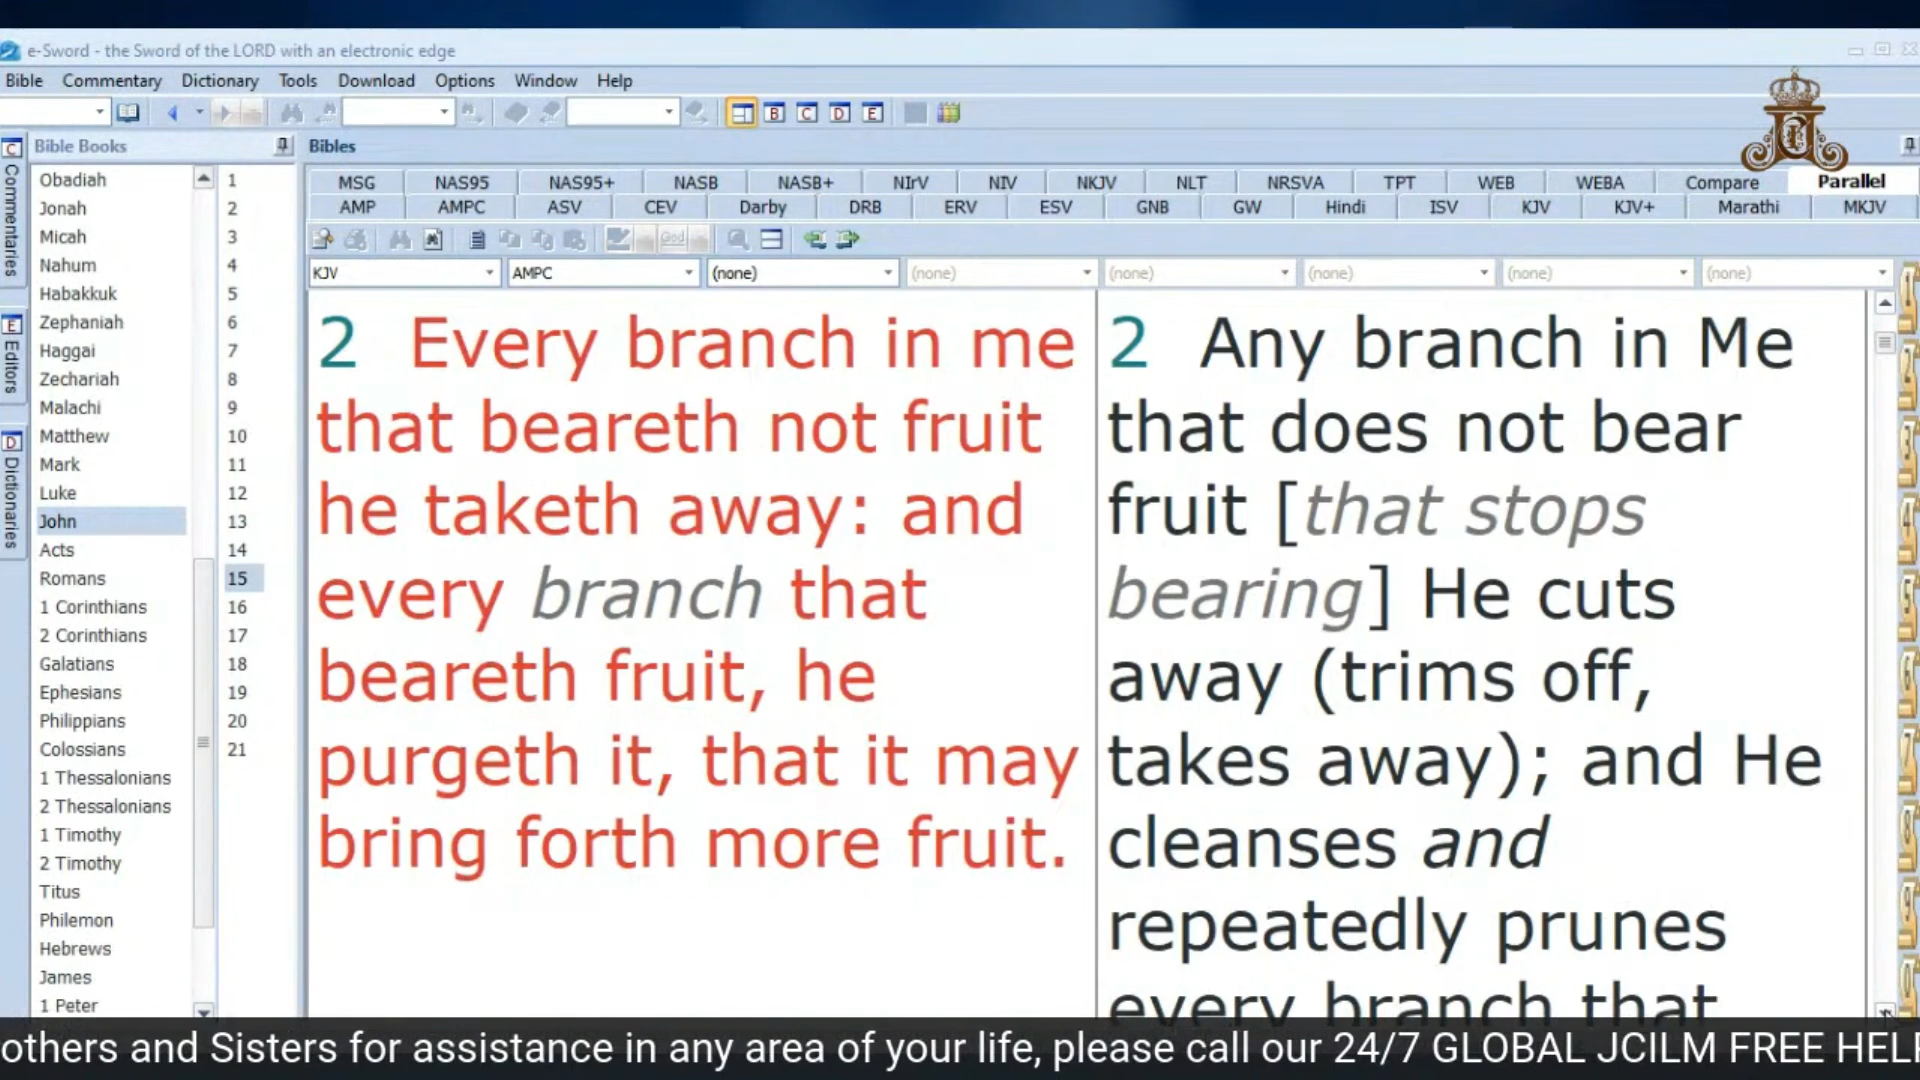 e-Sword - the Sword of the LORD with an electronic edge
Bible Commentary Dictionary Tools Download Options Window Help
B C D E
Bible Books
Bibles
C Commentaries
E Editors
D Dictionaries
Obadiah
Jonah
Micah
Nahum
Habakkuk
Zephaniah
Haggai
Zechariah
Malachi
Matthew
Mark
Luke
John
Acts
Romans
1 Corinthians
2 Corinthians
Galatians
Ephesians
Philippians
Colossians
1 Thessalonians
2 Thessalonians
1 Timothy
2 Timothy
Titus
Philemon
Hebrews
James
1 Peter
1
2
3
4
5
6
7
8
9
10
11
12
13
14
15
16
17
18
19
20
21
MSG NAS95 NAS95+ NASB NASB+ NIrV NIV NKJV NLT NRSVA TPT WEB WEBA Compare Parallel
AMP AMPC ASV CEV Darby DRB ERV ESV GNB GW Hindi ISV KJV KJV+ Marathi MKJV
God
KJV AMPC (none) (none) (none) (none) (none) (none)
2 Every branch in me
that beareth not fruit
he taketh away: and
every branch that
beareth fruit, he
purgeth it, that it may
bring forth more fruit.
2 Any branch in Me
that does not bear
fruit [that stops
bearing] He cuts
away (trims off,
takes away); and He
cleanses and
repeatedly prunes
every branch that
others and Sisters for assistance in any area of your life, please call our 24/7 GLOBAL JCILM FREE HELP